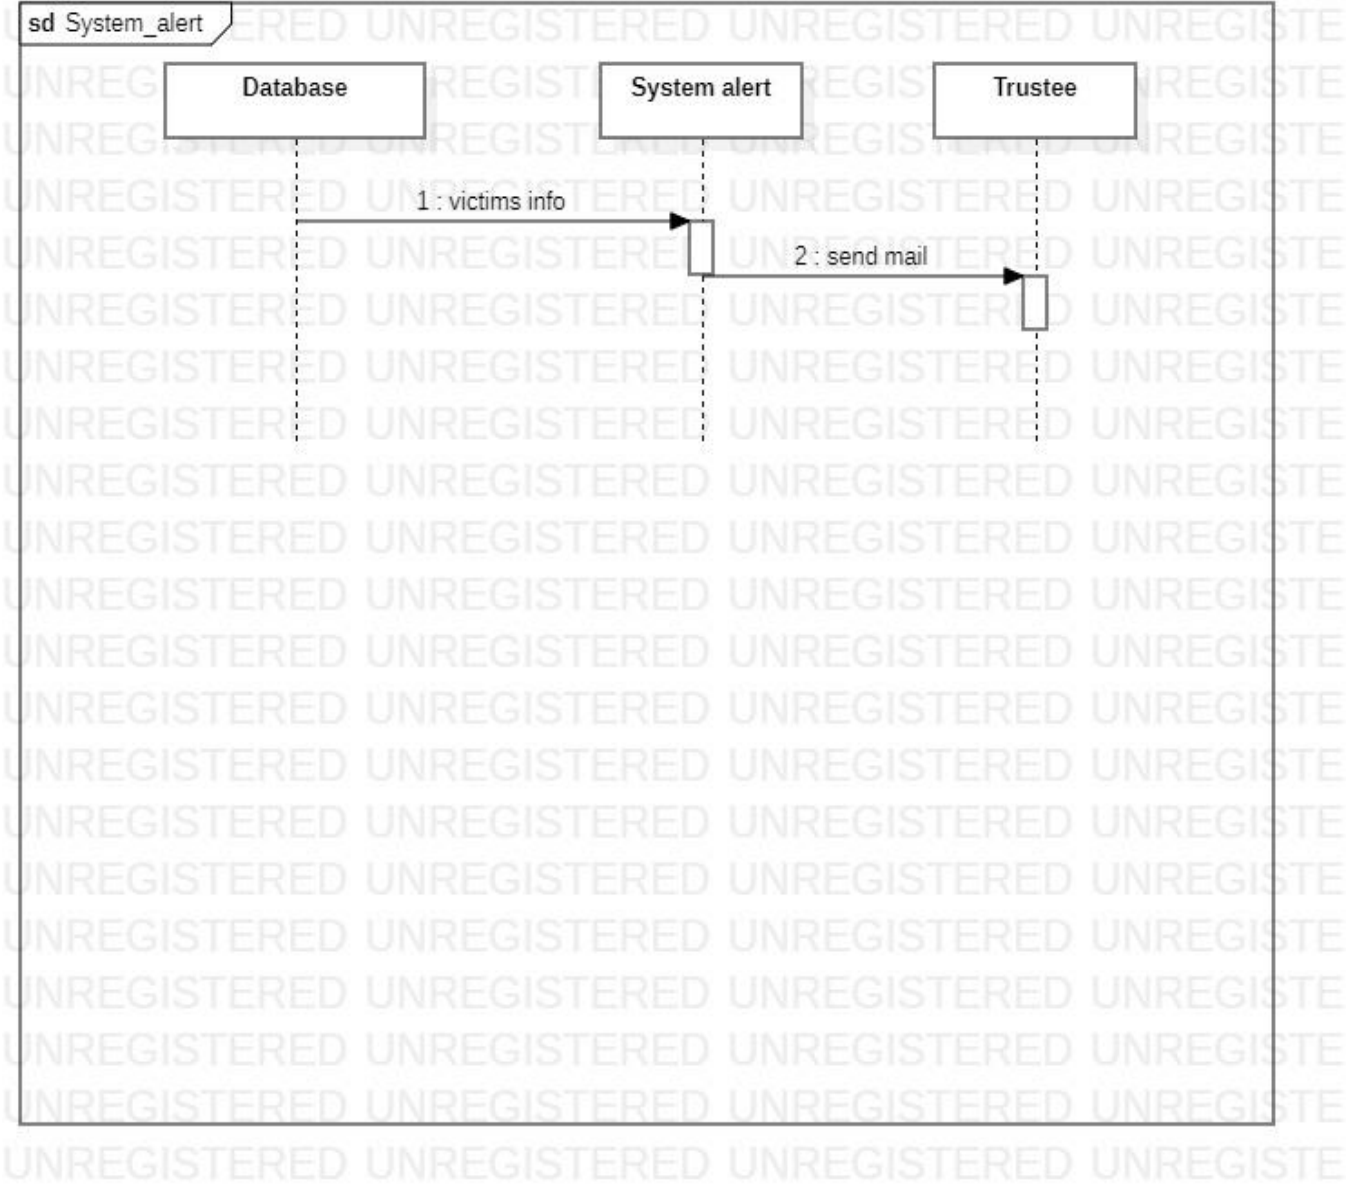 sd System_alert
Database
System alert
Trustee
1 : victims info
2 : send mail
UNREGISTERED UNREGISTERED UNREGISTERED UNREGISTE